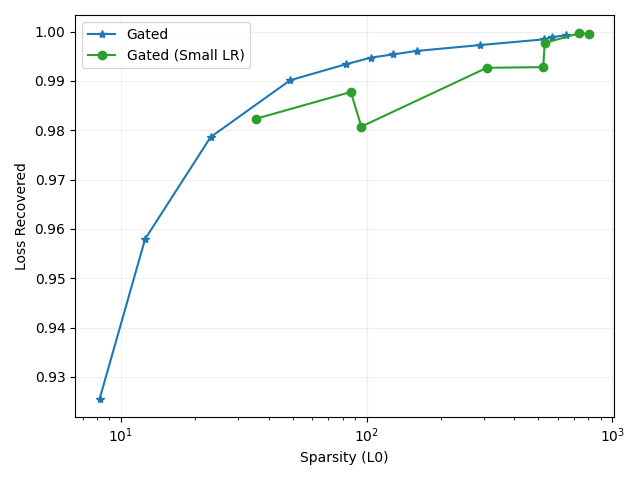 Gated
Gated (Small LR)
1.00
0.99
0.98
0.97
0.96
0.95
0.94
0.93
Loss Recovered
10¹
10²
10³
Sparsity (L0)